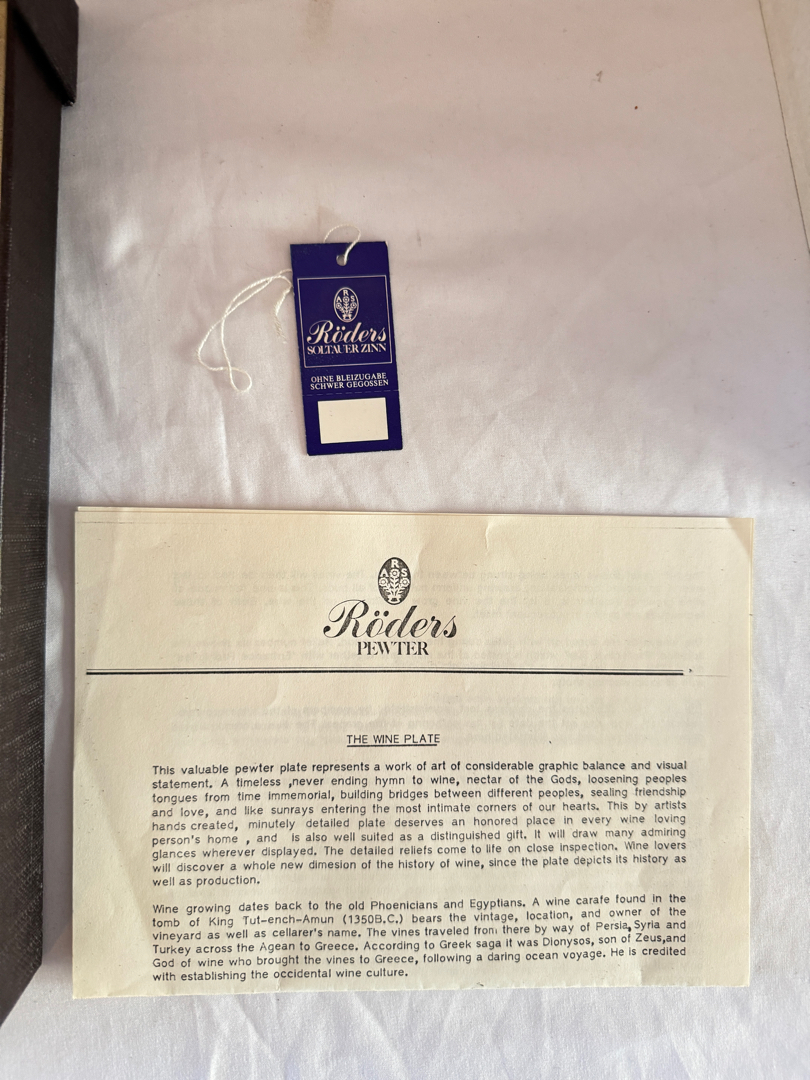 R
A S
Röders
SOLTAUER ZINN
OHNE BLEIZUGABE
SCHWER GEGOSSEN
R
A S
Röders
PEWTER
THE WINE PLATE
This valuable pewter plate represents a work of art of considerable graphic balance and visual
statement. A timeless ,never ending hymn to wine, nectar of the Gods, loosening peoples
tongues from time immemorial, building bridges between different peoples, sealing friendship
and love, and like sunrays entering the most intimate corners of our hearts. This by artists
hands created, minutely detailed plate deserves an honored place in every wine loving
person's home , and is also well suited as a distinguished gift. It will draw many admiring
glances wherever displayed. The detailed reliefs come to life on close inspection. Wine lovers
will discover a whole new dimesion of the history of wine, since the plate depicts its history as
well as production.
Wine growing dates back to the old Phoenicians and Egyptians. A wine carafe found in the
tomb of King Tut-ench-Amun (1350B.C.) bears the vintage, location, and owner of the
vineyard as well as cellarer's name. The vines traveled from there by way of Persia, Syria and
Turkey across the Agean to Greece. According to Greek saga it was Dionysos, son of Zeus,and
God of wine who brought the vines to Greece, following a daring ocean voyage. He is credited
with establishing the occidental wine culture.